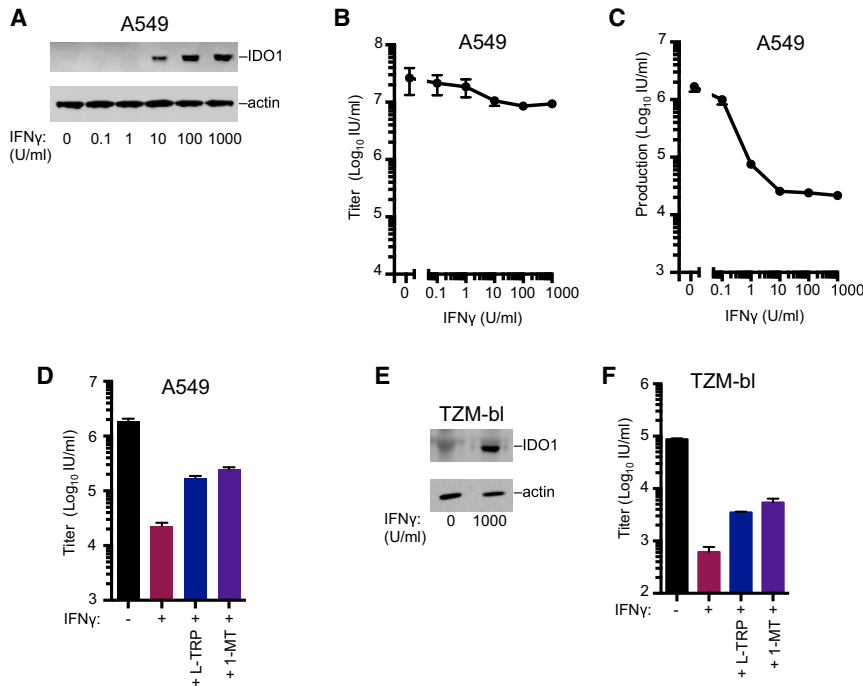 A
A549
–IDO1
–actin
IFNγ: 0 0.1 1 10 100 1000
(U/ml)
B
A549
Titer (Log10 IU/ml)
8
7
6
5
4
0 0.1 1 10 100 1000
IFNγ (U/ml)
C
A549
Production (Log10 IU/ml)
7
6
5
4
3
0 0.1 1 10 100 1000
IFNγ (U/ml)
D
A549
Titer (Log10 IU/ml)
7
6
5
4
3
IFNγ: - + + +
+ L-TRP
+ 1-MT
E
TZM-bl
–IDO1
–actin
IFNγ: 0 1000
(U/ml)
F
TZM-bl
Titer (Log10 IU/ml)
6
5
4
3
2
IFNγ: - + + +
+ L-TRP
+ 1-MT